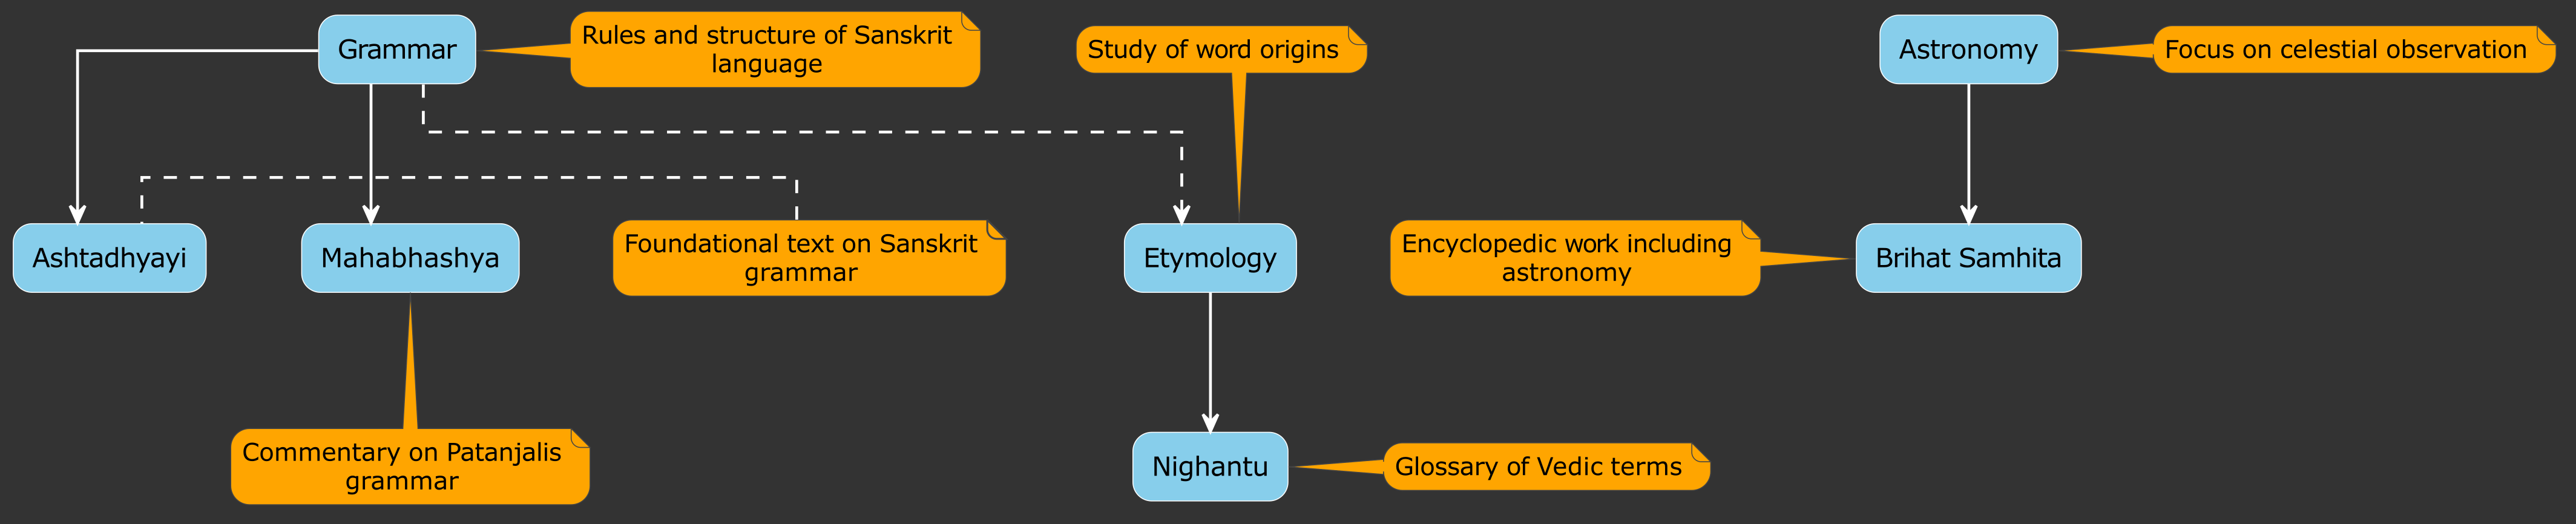 Grammar
Rules and structure of Sanskrit
language
Study of word origins
Astronomy
Focus on celestial observation
Ashtadhyayi
Mahabhashya
Foundational text on Sanskrit
grammar
Etymology
Encyclopedic work including
astronomy
Brihat Samhita
Commentary on Patanjalis
grammar
Nighantu
Glossary of Vedic terms